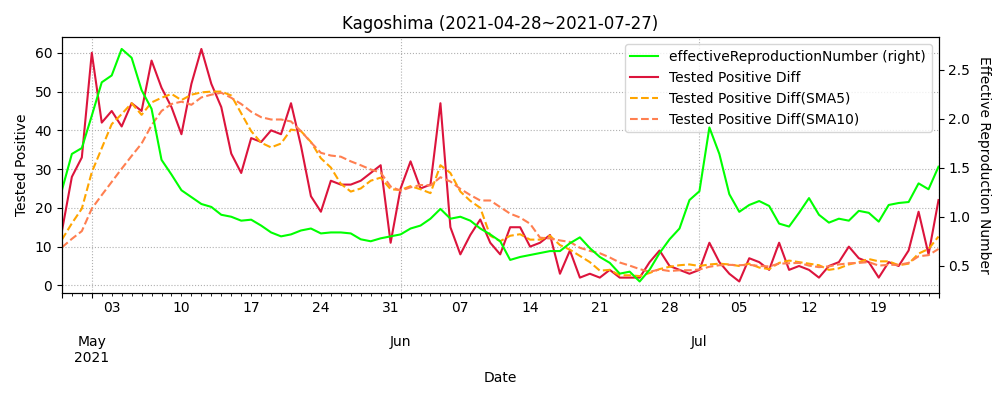 Kagoshima (2021-04-28~2021-07-27)
effectiveReproductionNumber (right)
Tested Positive Diff
Tested Positive Diff(SMA5)
Tested Positive Diff(SMA10)
Tested Positive
60
50
40
30
20
10
0
2.5
2.0
1.5
1.0
0.5
Effective Reproduction Number
03 10 17 24 31 07 14 21 28 05 12 19
May Jun Jul
2021
Date